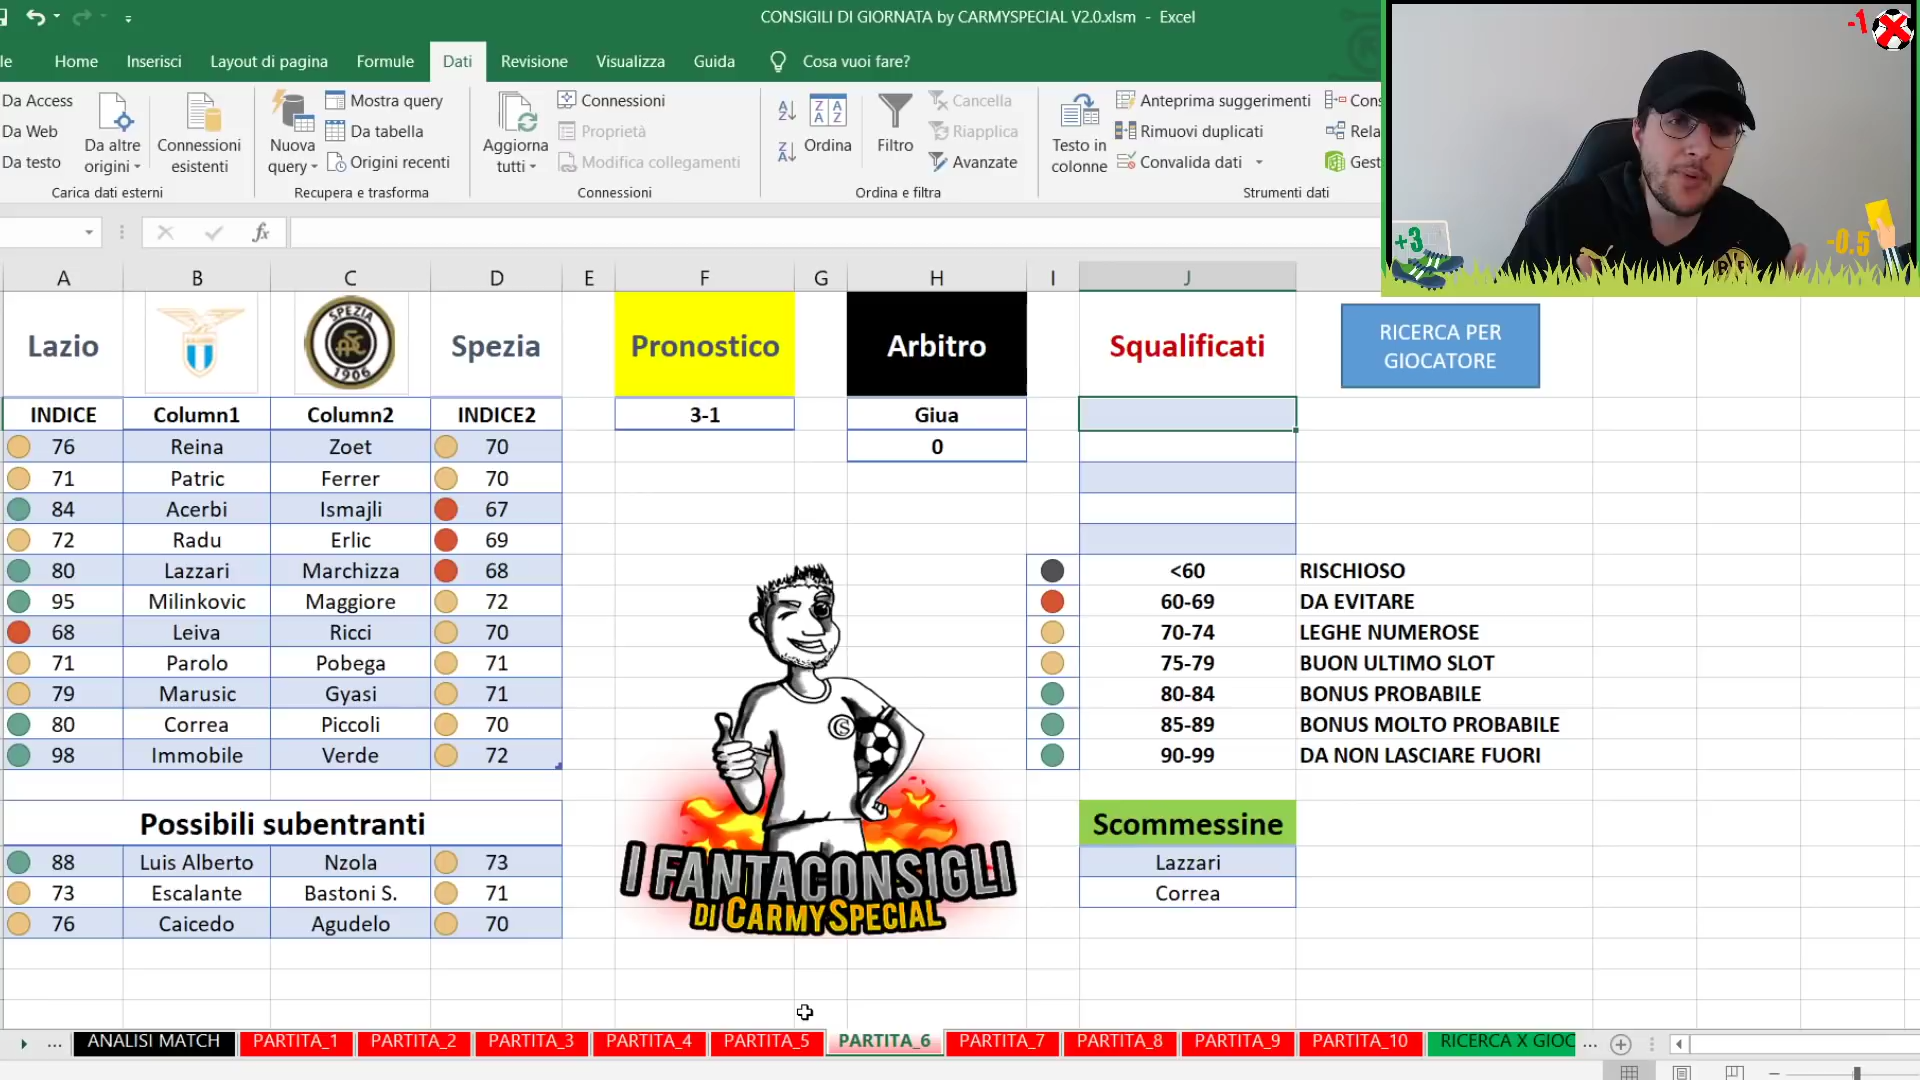 CONSIGILI DI GIORNATA by CARMYSPECIAL V2.0.xlsm - Excel
le Home Inserisci Layout di pagina Formule Dati Revisione Visualizza Guida Cosa vuoi fare?
Da Access
Da Web
Da testo
Da altre
origini
Connessioni
esistenti
Carica dati esterni
Nuova
query
Mostra query
Da tabella
Origini recenti
Recupera e trasforma
Aggiorna
tutti
Connessioni
Proprietà
Modifica collegamenti
Connessioni
Ordina
Filtro
Cancella
Riapplica
Avanzate
Ordina e filtra
Testo in
colonne
Anteprima suggerimenti
Rimuovi duplicati
Convalida dati
Cons
Rela
Gest
Strumenti dati
-1
+3
-0.5
fx
A B C D E F G H I J
Lazio SPEZIA 1906 Spezia Pronostico Arbitro Squalificati
RICERCA PER
GIOCATORE
INDICE Column1 Column2 INDICE2 3-1 Giua
76 Reina Zoet 70 0
71 Patric Ferrer 70
84 Acerbi Ismajli 67
72 Radu Erlic 69
80 Lazzari Marchizza 68 <60 RISCHIOSO
95 Milinkovic Maggiore 72 60-69 DA EVITARE
68 Leiva Ricci 70 70-74 LEGHE NUMEROSE
71 Parolo Pobega 71 75-79 BUON ULTIMO SLOT
79 Marusic Gyasi 71 80-84 BONUS PROBABILE
80 Correa Piccoli 70 85-89 BONUS MOLTO PROBABILE
98 Immobile Verde 72 90-99 DA NON LASCIARE FUORI
Possibili subentranti Scommessine
88 Luis Alberto Nzola 73 Lazzari
73 Escalante Bastoni S. 71 Correa
76 Caicedo Agudelo 70
I FANTACONSIGLI
DI CARMYSPECIAL
... ANALISI MATCH PARTITA_1 PARTITA_2 PARTITA_3 PARTITA_4 PARTITA_5 PARTITA_6 PARTITA_7 PARTITA_8 PARTITA_9 PARTITA_10 RICERCA X GIOC ...